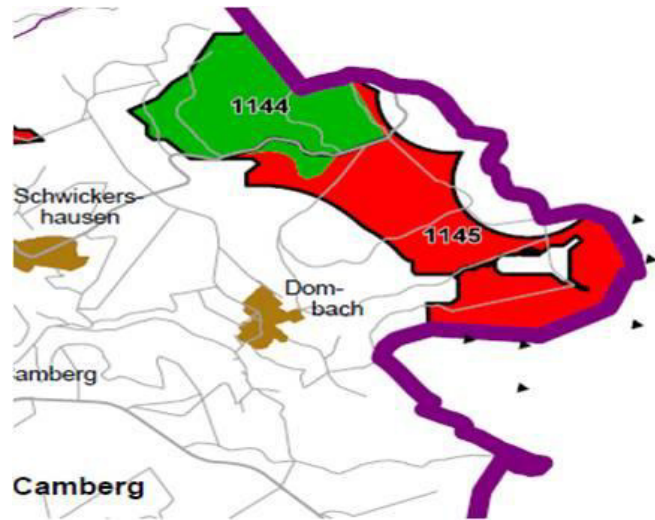 1144
Schwickers-
hausen
1145
Dom-
bach
amberg
Camberg